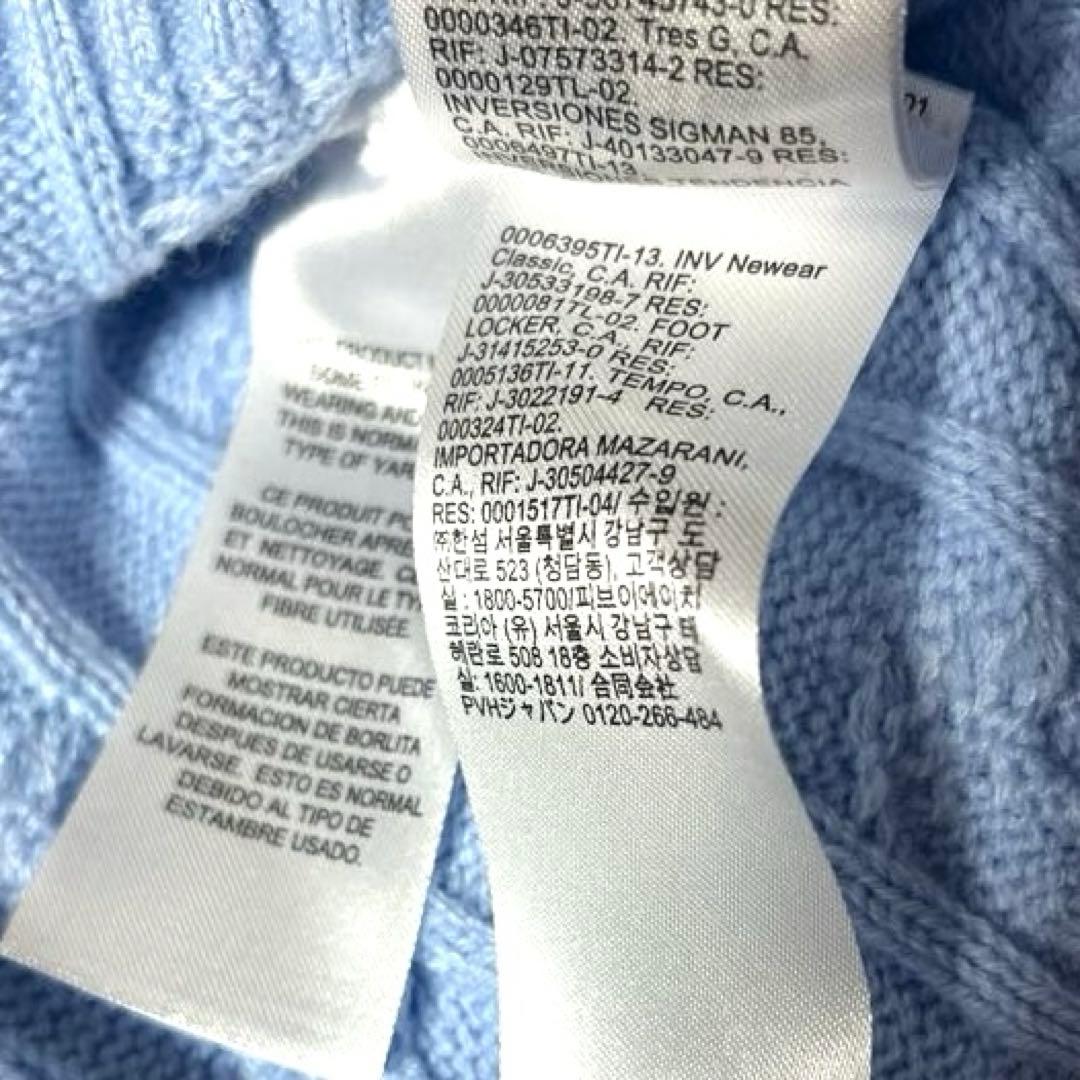 0000346TI-02. Tres G, C.A.
RIF: J-07573314-2 RES:
0000129TL-02.
INVERSIONES SIGMAN 85,
C.A. RIF: J-40133047-9 RES:
0006497TI-13.
TENDENCIA
01
0006395TI-13. INV Newear
Classic, C.A. RIF:
J-30533198-7 RES:
0000081TL-02. FOOT
LOCKER, C.A., RIF:
J-31415253-0 RES:
0005136TI-11. TEMPO, C.A.,
RIF: J-3022191-4 RES:
000324TI-02.
IMPORTADORA MAZARANI,
C.A., RIF: J-30504427-9
RES: 0001517TI-04/ 수입원 :
㈜한섬 서울특별시 강남구 도
산대로 523 (청담동), 고객상담
실 : 1800-5700/피브이에이치
코리아 (유) 서울시 강남구 테
헤란로 508 18층 소비자상담
실: 1600-1811/ 合同会社
PVHジャパン 0120-266-484
PRODUCT
WEARING AND
THIS IS NORMA
TYPE OF YAR
CE PRODUIT
BOULOCHER APRE
ET NETTOYAGE. C
NORMAL POUR LE TY
FIBRE UTILISÉE.
ESTE PRODUCTO PUEDE
MOSTRAR CIERTA
FORMACION DE BORLITA
DESPUES DE USARSE O
LAVARSE. ESTO ES NORMAL
DEBIDO AL TIPO DE
ESTAMBRE USADO.